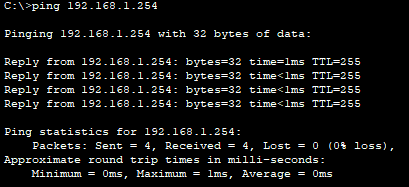 C:\>ping 192.168.1.254
Pinging 192.168.1.254 with 32 bytes of data:
Reply from 192.168.1.254: bytes=32 time=1ms TTL=255
Reply from 192.168.1.254: bytes=32 time<1ms TTL=255
Reply from 192.168.1.254: bytes=32 time<1ms TTL=255
Reply from 192.168.1.254: bytes=32 time<1ms TTL=255
Ping statistics for 192.168.1.254:
    Packets: Sent = 4, Received = 4, Lost = 0 (0% loss),
Approximate round trip times in milli-seconds:
    Minimum = 0ms, Maximum = 1ms, Average = 0ms